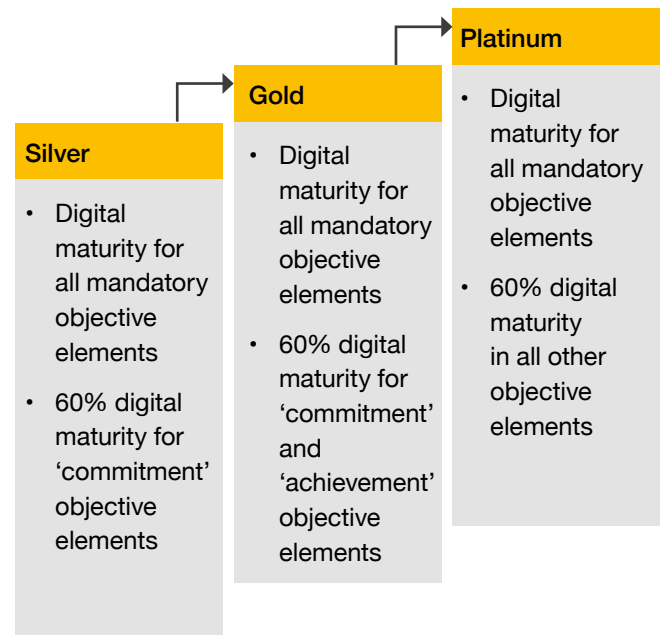 Silver
• Digital
maturity for
all mandatory
objective
elements
• 60% digital
maturity for
‘commitment’
objective
elements
Gold
• Digital
maturity for
all mandatory
objective
elements
• 60% digital
maturity for
‘commitment’
and
‘achievement’
objective
elements
Platinum
• Digital
maturity for
all mandatory
objective
elements
• 60% digital
maturity
in all other
objective
elements